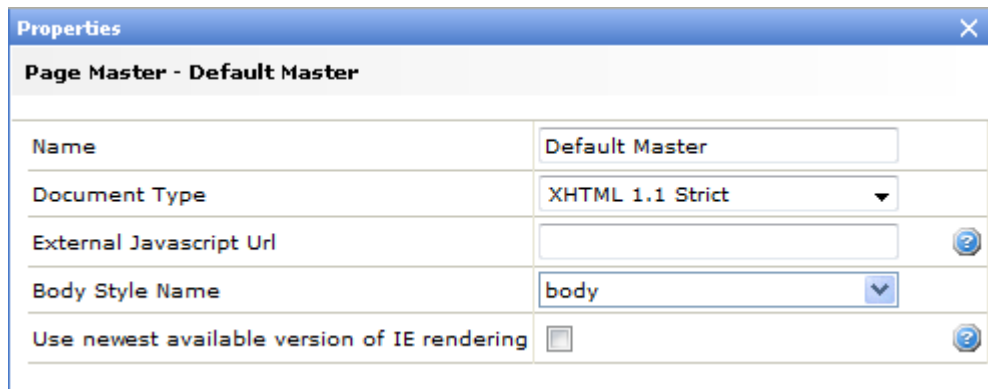 Properties
Page Master - Default Master
Name Default Master
Document Type XHTML 1.1 Strict
External Javascript Url
Body Style Name body
Use newest available version of IE rendering